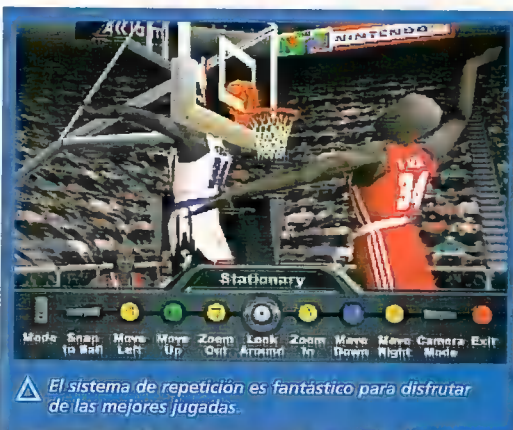 NINTENDO
34
Stationary
Mode Snap Move Move Zoom Look Zoom Move Move Camera Exit
to Ball Left Up Out Around In Down Right Mode
El sistema de repetición es fantástico para disfrutar
de las mejores jugadas.